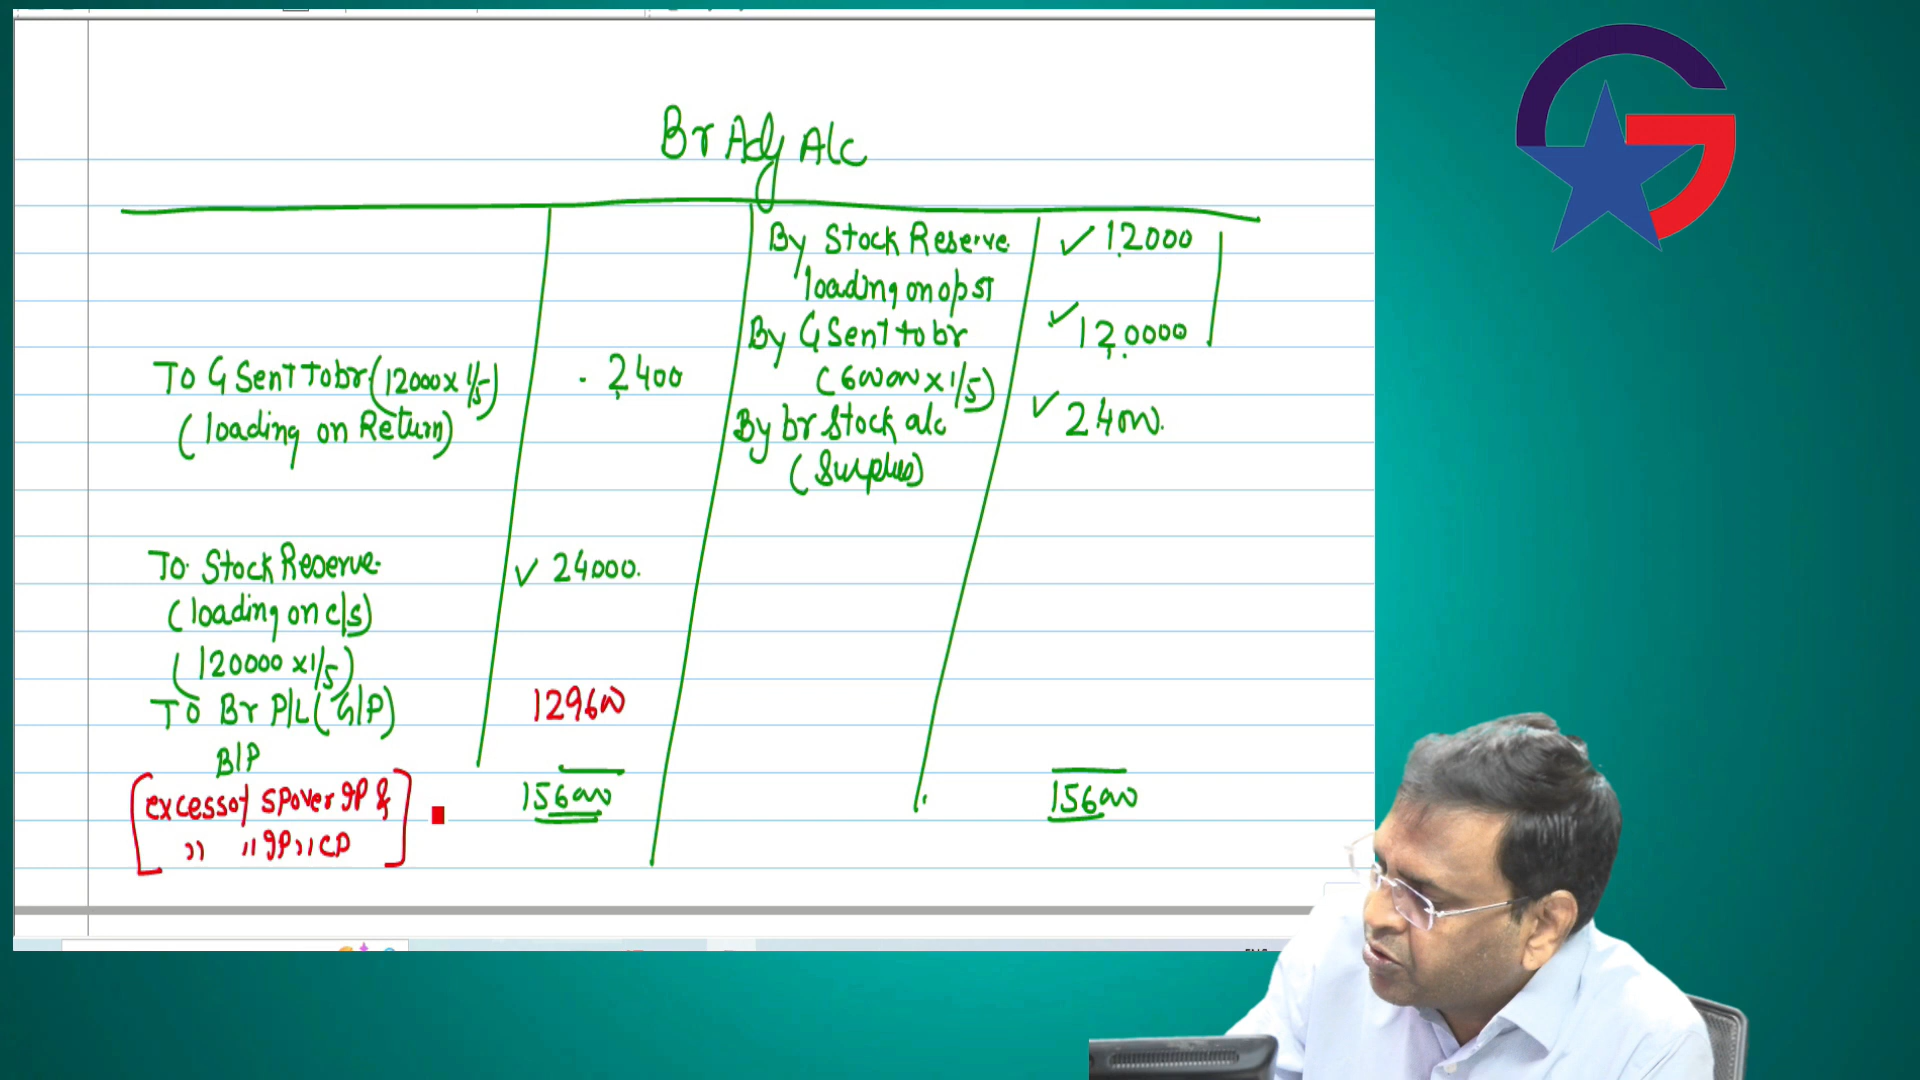 Br Adj A/c
By Stock Reserve 12000
loading on op st
By G Sent to br 120000
To G Sent to br (12000 x 1/5) 2400
(600000 x 1/5)
(loading on Return)
By br Stock a/c 24000.
(Surplus)
To Stock Reserve 24000.
(loading on c/s)
(120000 x 1/5)
To Br P/L (G/P) 129600
B/P
excess of SP over IP &
" " IP " CP
156000 156000